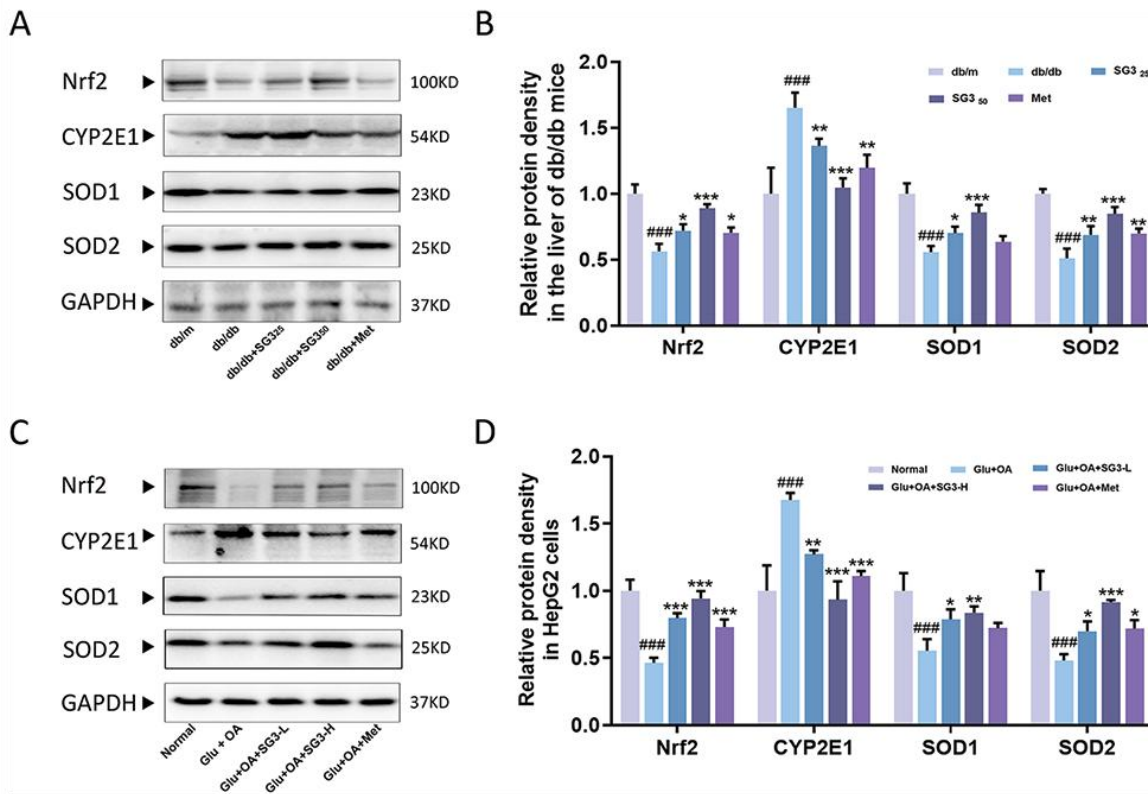 A
Nrf2 100KD
CYP2E1 54KD
SOD1 23KD
SOD2 25KD
GAPDH 37KD
db/m db/db db/db+SG325 db/db+SG350 db/db+Met
B
Relative protein density
in the liver of db/db mice
2.0
1.5
1.0
0.5
0.0
db/m db/db SG3 25
SG3 50 Met
### * *** *
### ** *** **
### * ***
### ** *** **
Nrf2 CYP2E1 SOD1 SOD2
C
Nrf2 100KD
CYP2E1 54KD
SOD1 23KD
SOD2 25KD
GAPDH 37KD
Normal Glu + OA Glu+OA+SG3-L Glu+OA+SG3-H Glu+OA+Met
D
Relative protein density
in HepG2 cells
2.0
1.5
1.0
0.5
0.0
Normal Glu+OA Glu+OA+SG3-L
Glu+OA+SG3-H Glu+OA+Met
### *** *** ***
### ** *** ***
### * **
### * *** *
Nrf2 CYP2E1 SOD1 SOD2